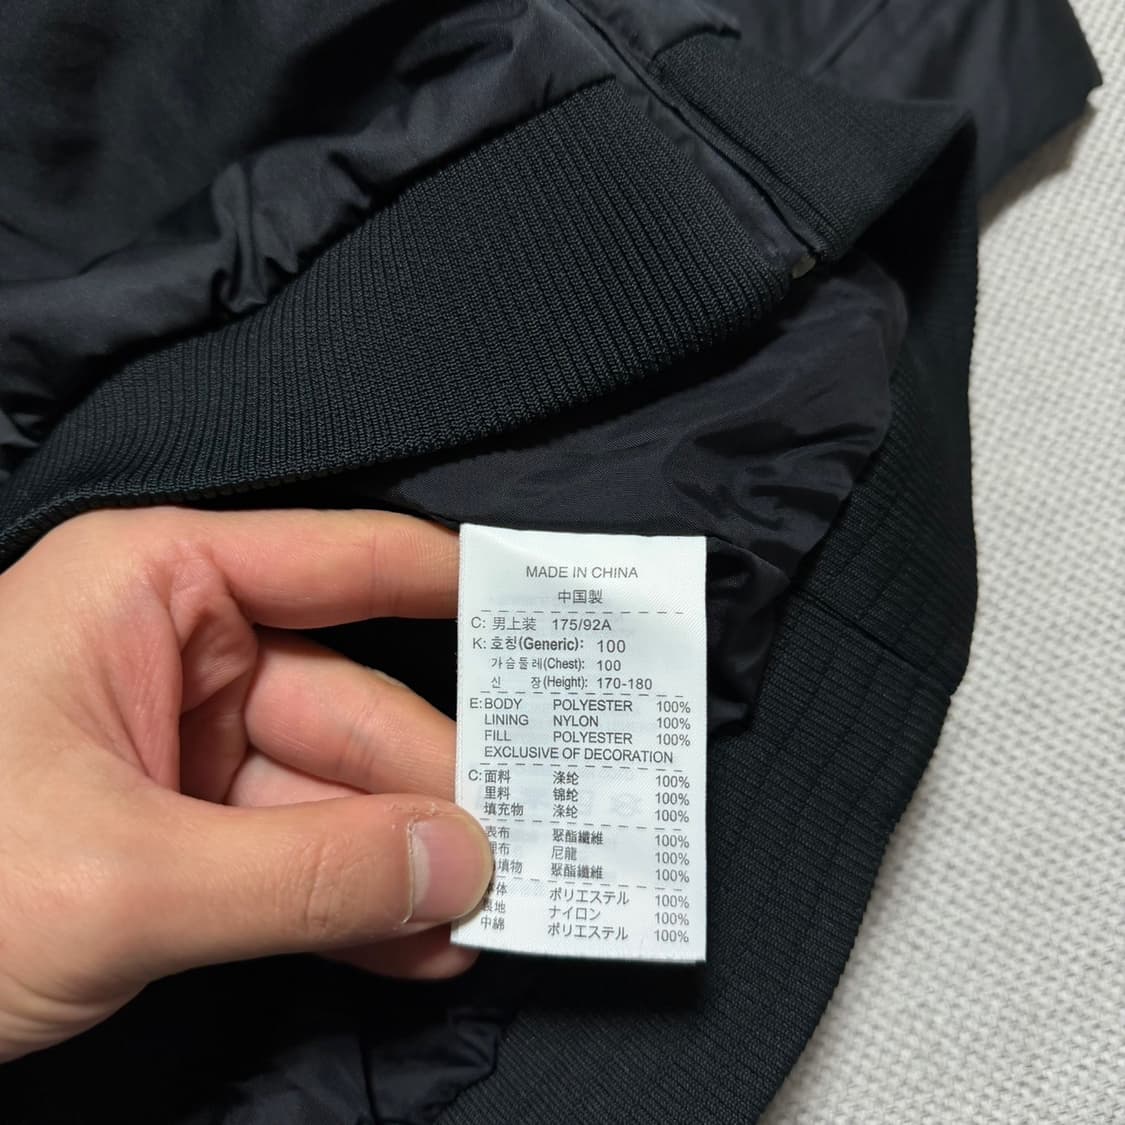 MADE IN CHINA
中国製
C: 男上装 175/92A
K: 호칭(Generic): 100
가슴둘레(Chest): 100
신 장(Height): 170-180
E: BODY POLYESTER 100%
LINING NYLON 100%
FILL POLYESTER 100%
EXCLUSIVE OF DECORATION
C: 面料 涤纶 100%
里料 锦纶 100%
填充物 涤纶 100%
表布 聚酯纖維 100%
布 尼龍 100%
填物 聚酯纖維 100%
体 ポリエステル 100%
裏地 ナイロン 100%
中綿 ポリエステル 100%